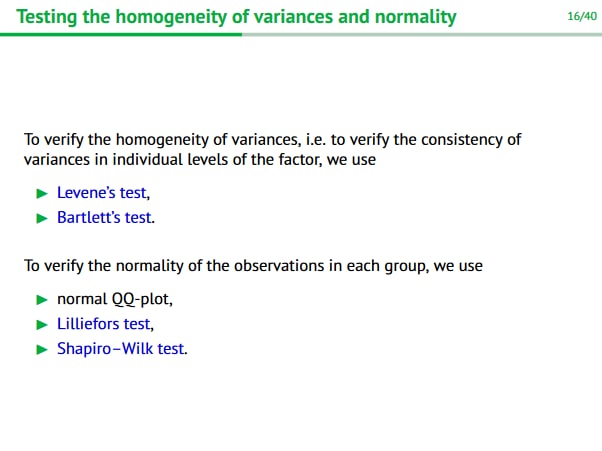 Testing the homogeneity of variances and normality
16/40
To verify the homogeneity of variances, i.e. to verify the consistency of
variances in individual levels of the factor, we use
▶ Levene's test,
▶ Bartlett's test.
To verify the normality of the observations in each group, we use
▶ normal QQ-plot,
▶ Lilliefors test,
▶ Shapiro–Wilk test.